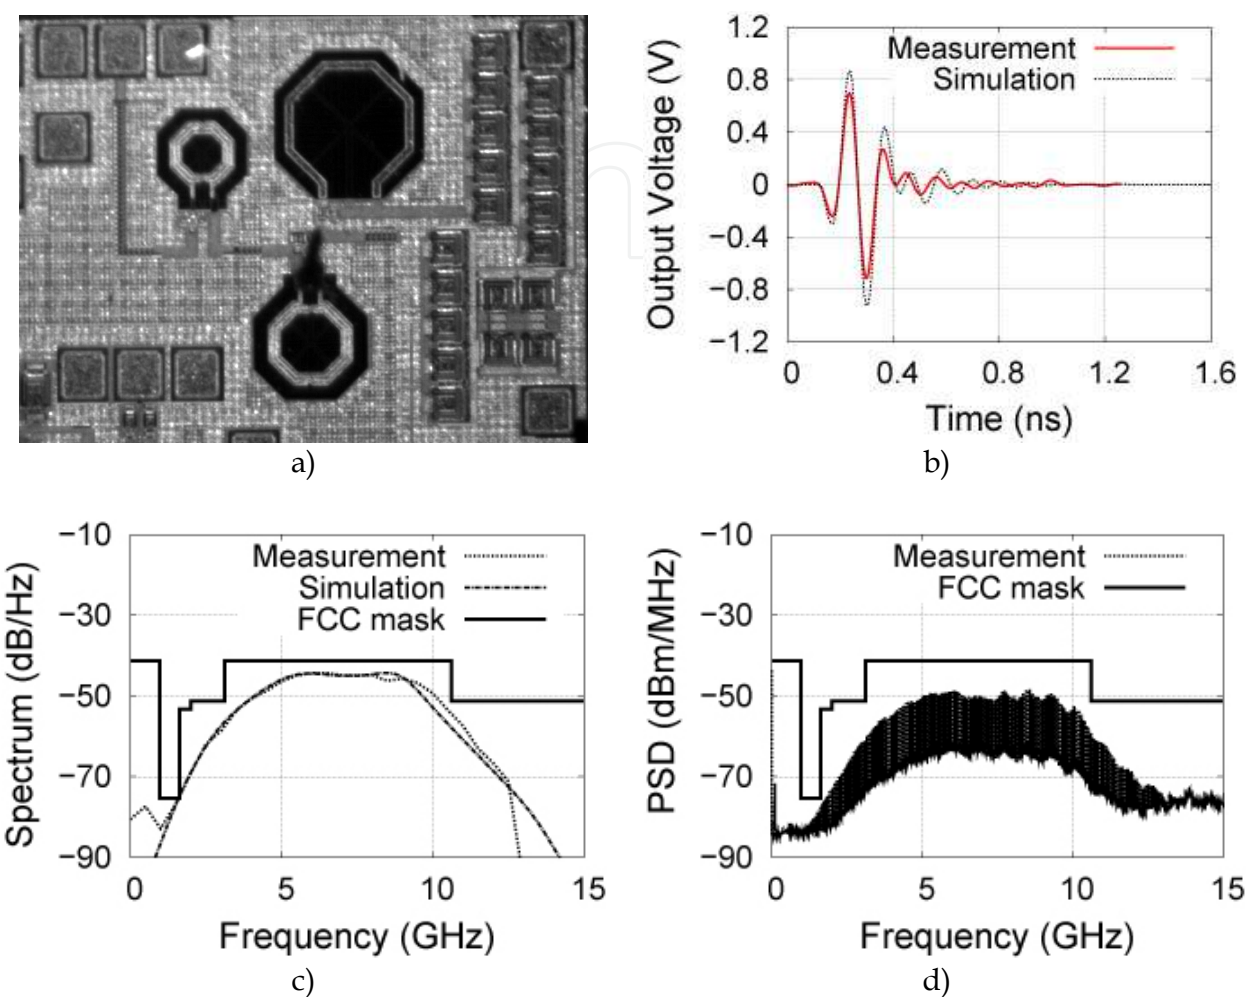 1.2
0.8
0.4
0
−0.4
−0.8
−1.2
Output Voltage (V)
Measurement
Simulation
0 0.4 0.8 1.2 1.6
Time (ns)
a)
b)
−10
−30
−50
−70
−90
Spectrum (dB/Hz)
Measurement
Simulation
FCC mask
0 5 10 15
Frequency (GHz)
c)
−10
−30
−50
−70
−90
PSD (dBm/MHz)
Measurement
FCC mask
0 5 10 15
Frequency (GHz)
d)